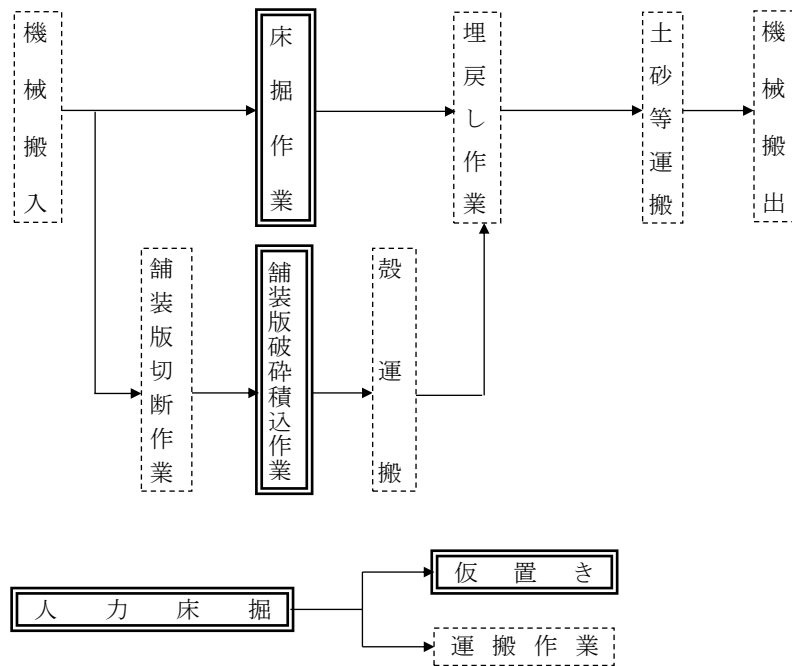 機械搬入
床掘作業
埋戻し作業
土砂等運搬
機械搬出
舗装版切断作業
舗装版破砕積込作業
殻運搬
人力床掘
仮置き
運搬作業